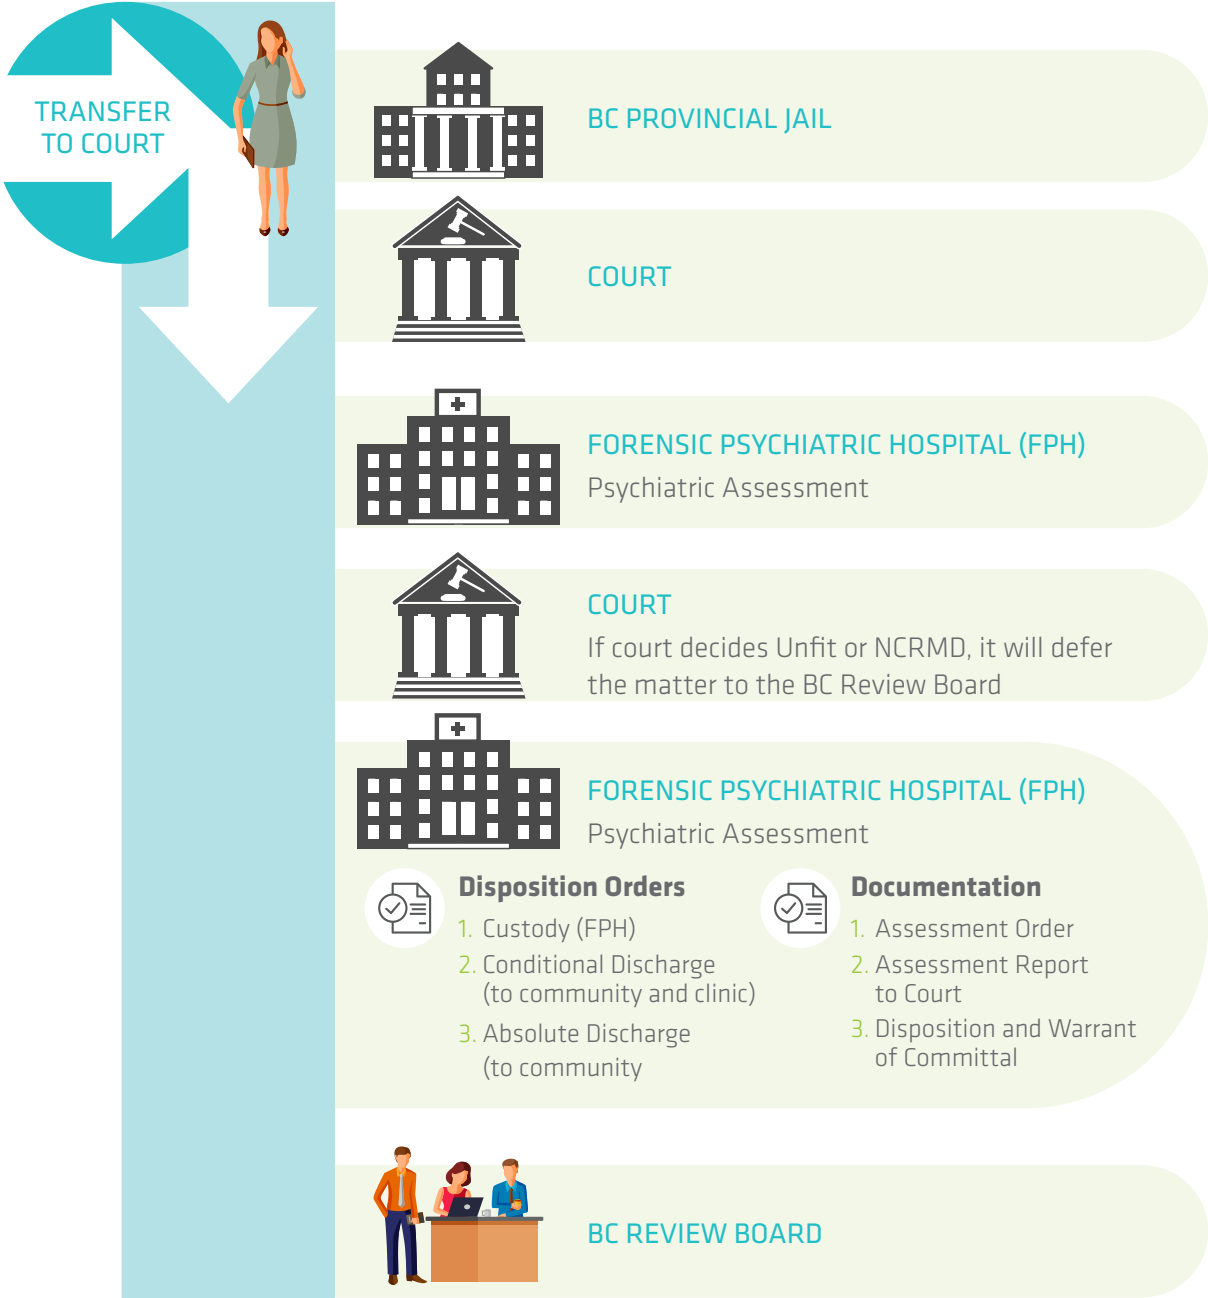 TRANSFER
TO COURT
BC PROVINCIAL JAIL
COURT
FORENSIC PSYCHIATRIC HOSPITAL (FPH)
Psychiatric Assessment
COURT
If court decides Unfit or NCRMD, it will defer
the matter to the BC Review Board
FORENSIC PSYCHIATRIC HOSPITAL (FPH)
Psychiatric Assessment
Disposition Orders
1. Custody (FPH)
2. Conditional Discharge
(to community and clinic)
3. Absolute Discharge
(to community
Documentation
1. Assessment Order
2. Assessment Report
to Court
3. Disposition and Warrant
of Committal
BC REVIEW BOARD